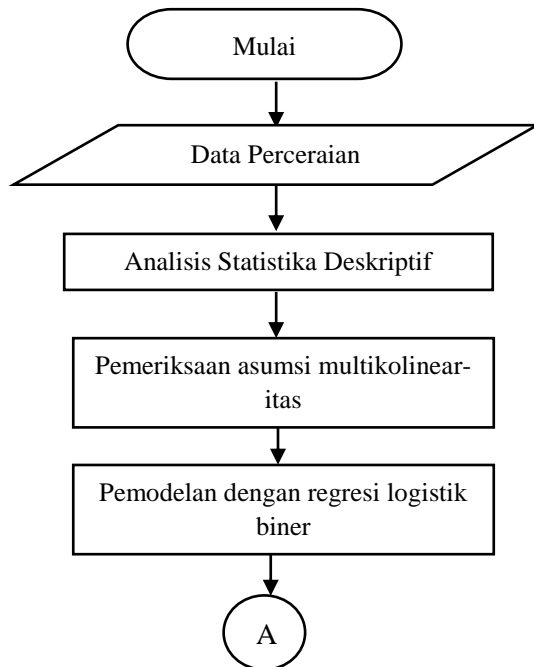 Mulai
Data Perceraian
Analisis Statistika Deskriptif
Pemeriksaan asumsi multikolinear-
itas
Pemodelan dengan regresi logistik
biner
A